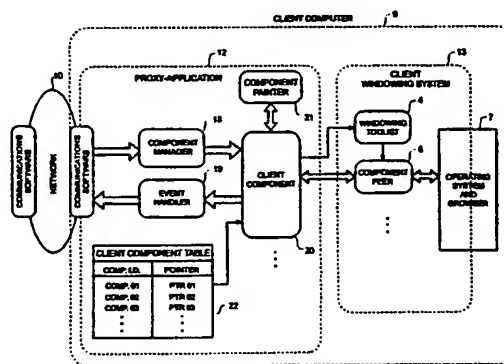 CLIENT COMPUTER
9
12
13
10
PROXY-APPLICATION
COMPONENT
PAINTER
21
CLIENT
WINDOWING SYSTEM
4
7
18
COMMUNICATIONS
SOFTWARE
NETWORK
COMMUNICATIONS
SOFTWARE
COMPONENT
MANAGER
19
EVENT
HANDLER
CLIENT
COMPONENT
20
WINDOWING
TOOLKIT
COMPONENT
PEER
OPERATING
SYSTEM
AND
BROWSER
CLIENT COMPONENT TABLE
COMP. I.D. POINTER
COMP. 01 PTR 01
COMP. 02 PTR 02
COMP. 03 PTR 03
22